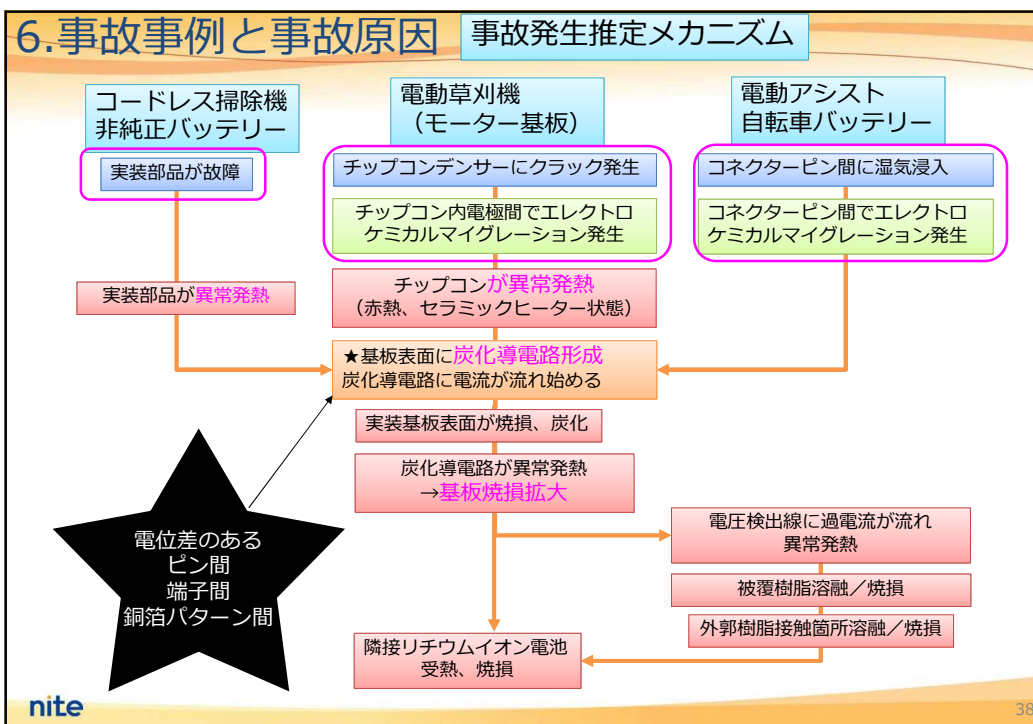 6.事故事例と事故原因
事故発生推定メカニズム
コードレス掃除機
非純正バッテリー
実装部品が故障
実装部品が異常発熱
電動草刈機
（モーター基板）
チップコンデンサーにクラック発生
チップコン内電極間でエレクトロ
ケミカルマイグレーション発生
チップコンが異常発熱
（赤熱、セラミックヒーター状態）
電動アシスト
自転車バッテリー
コネクターピン間に湿気浸入
コネクターピン間でエレクトロ
ケミカルマイグレーション発生
★基板表面に炭化導電路形成
炭化導電路に電流が流れ始める
実装基板表面が焼損、炭化
炭化導電路が異常発熱
→基板焼損拡大
電位差のある
ピン間
端子間
銅箔パターン間
電圧検出線に過電流が流れ
異常発熱
被覆樹脂溶融／焼損
外郭樹脂接触箇所溶融／焼損
隣接リチウムイオン電池
受熱、焼損
nite
38